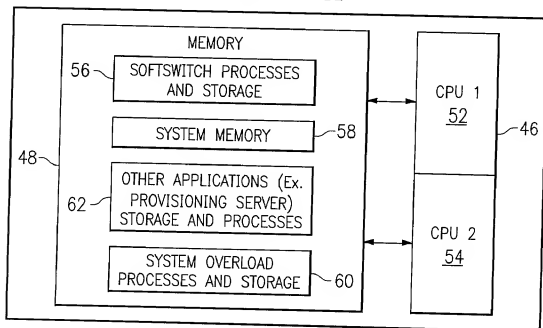 MEMORY
56
SOFTSWITCH PROCESSES
AND STORAGE
SYSTEM MEMORY
58
48
62
OTHER APPLICATIONS (Ex.
PROVISIONING SERVER)
STORAGE AND PROCESSES
SYSTEM OVERLOAD
PROCESSES AND STORAGE
60
CPU 1
52
46
CPU 2
54